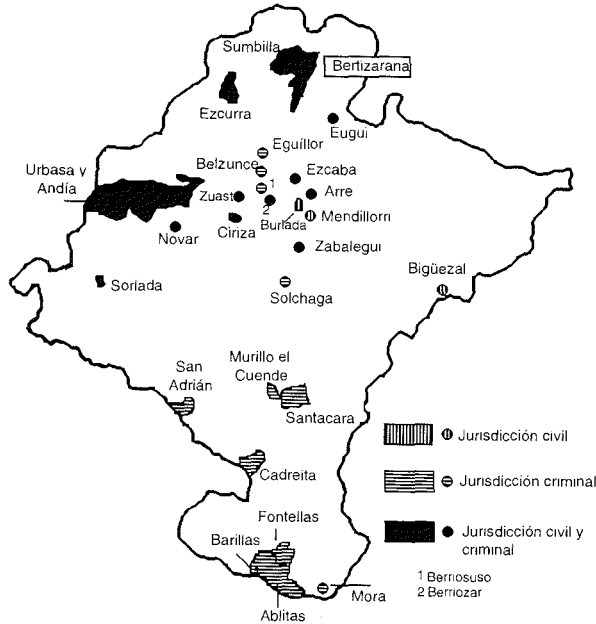 Sumbilla
Bertizarana
Ezcurra
Eugui
Eguíllor
Belzunce
Ezcaba
Urbasa y
Andía
1
Zuasti
Arre
2
Burlada
Mendillorri
Novar
Ciriza
Zabalegui
Bigüezal
Sorlada
Solchaga
San
Adrián
Murillo el
Cuende
Santacara
Jurisdicción civil
Cadreita
Jurisdicción criminal
Fontellas
Barillas
Jurisdicción civil y
criminal
1 Berriosuso
2 Berriozar
Mora
Ablitas